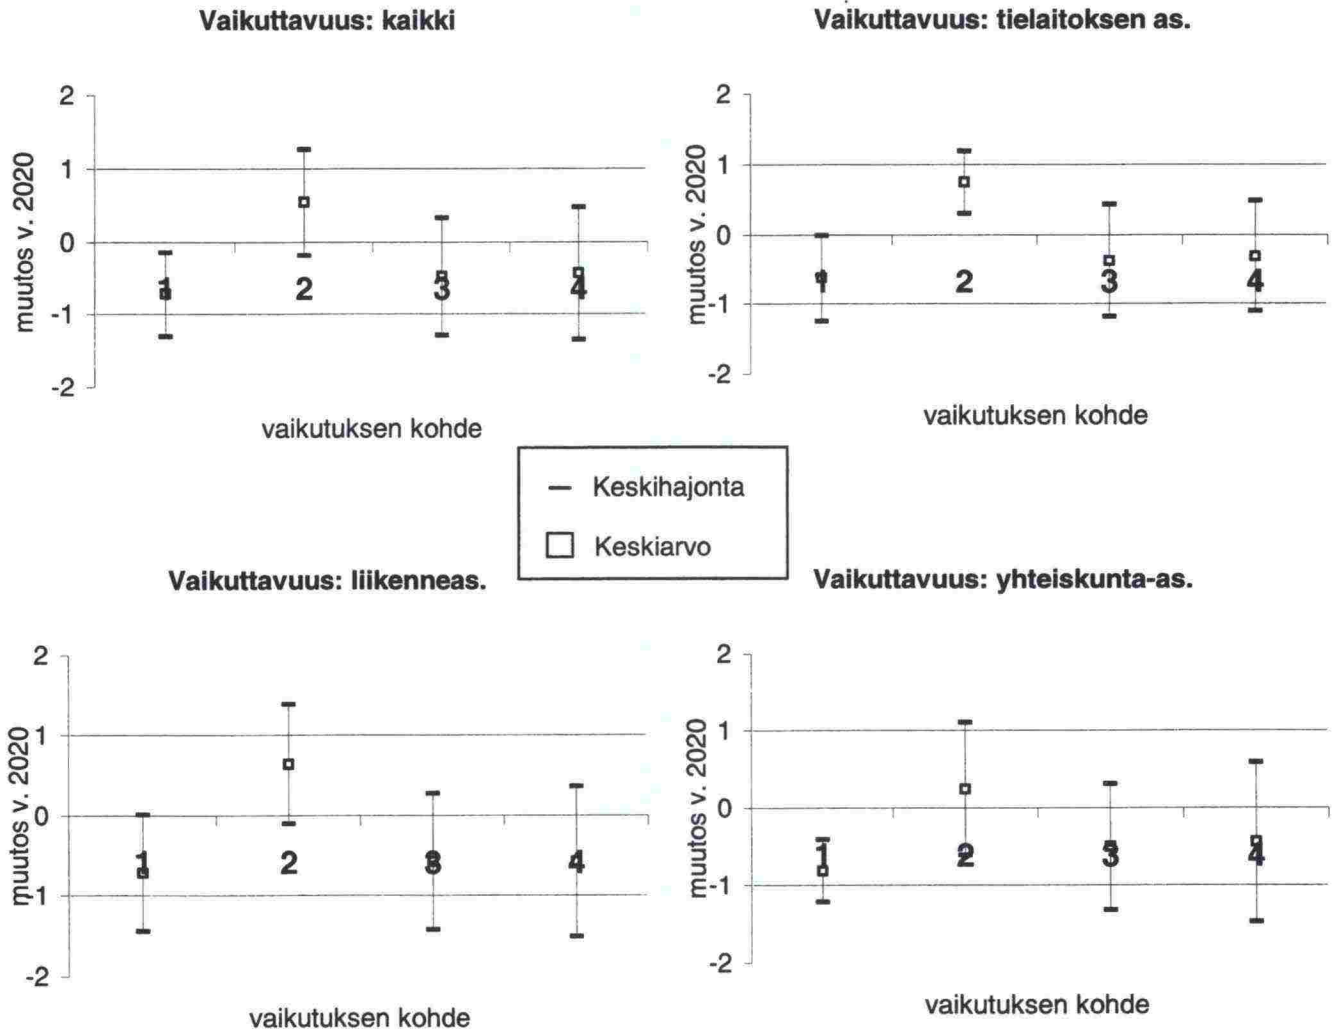 Vaikuttavuus: kaikki
2
1
0
-1
-2
muutos v. 2020
1
2
3
4
vaikutuksen kohde
Vaikuttavuus: tielaitoksen as.
2
1
0
-1
-2
muutos v. 2020
1
2
3
4
vaikutuksen kohde
Keskihajonta
Keskiarvo
Vaikuttavuus: liikenneas.
2
1
0
-1
-2
muutos v. 2020
1
2
3
4
vaikutuksen kohde
Vaikuttavuus: yhteiskunta-as.
2
1
0
-1
-2
muutos v. 2020
1
2
3
4
vaikutuksen kohde